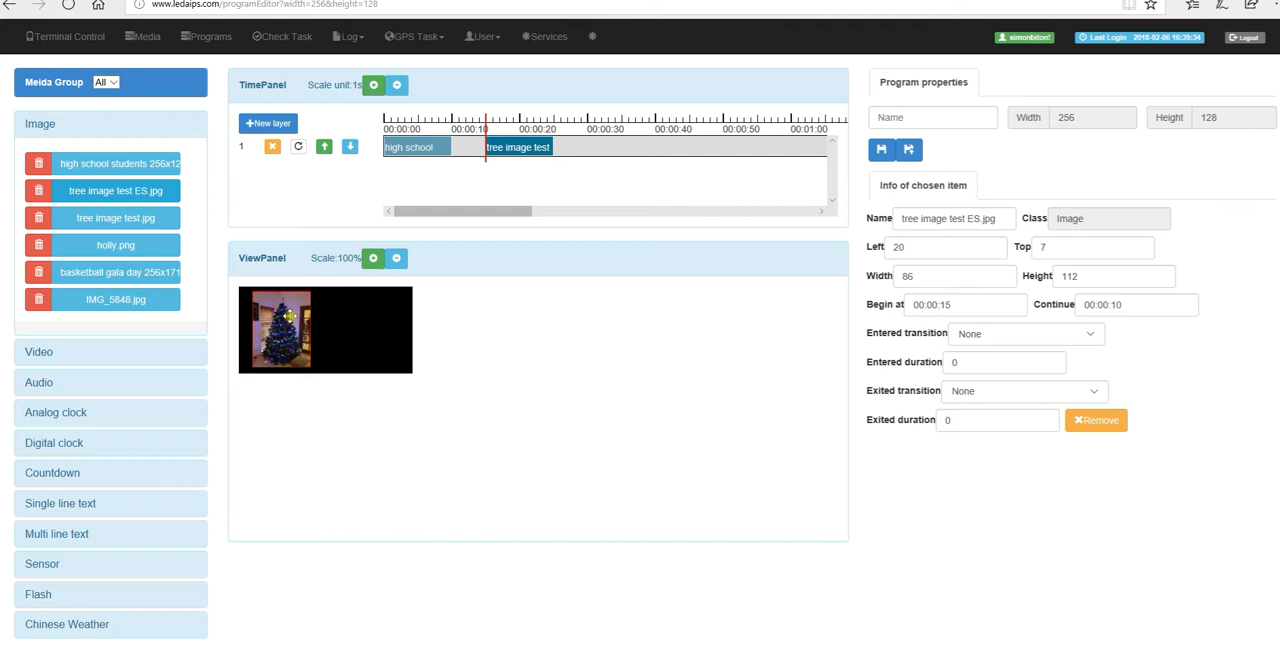 www.ledaips.com/programEditor?width=256&height=128
Terminal Control Media Programs Check Task Log GPS Task User Services simonbiton! Last Login 2018-02-06 16:39:34 Logout
Meida Group All
Image
high school students 256x12
tree image test ES.jpg
tree image test.jpg
holly.png
basketball gala day 256x171
IMG_5848.jpg
Video
Audio
Analog clock
Digital clock
Countdown
Single line text
Multi line text
Sensor
Flash
Chinese Weather
TimePanel Scale unit:1s
New layer
00:00:00 00:00:10 00:00:20 00:00:30 00:00:40 00:00:50 00:01:00
1 high school tree image test
ViewPanel Scale:100%
Program properties
Name Width 256 Height 128
Info of chosen item
Name tree image test ES.jpg Class Image
Left 20 Top 7
Width 86 Height 112
Begin at 00:00:15 Continue 00:00:10
Entered transition None
Entered duration 0
Exited transition None
Exited duration 0 Remove